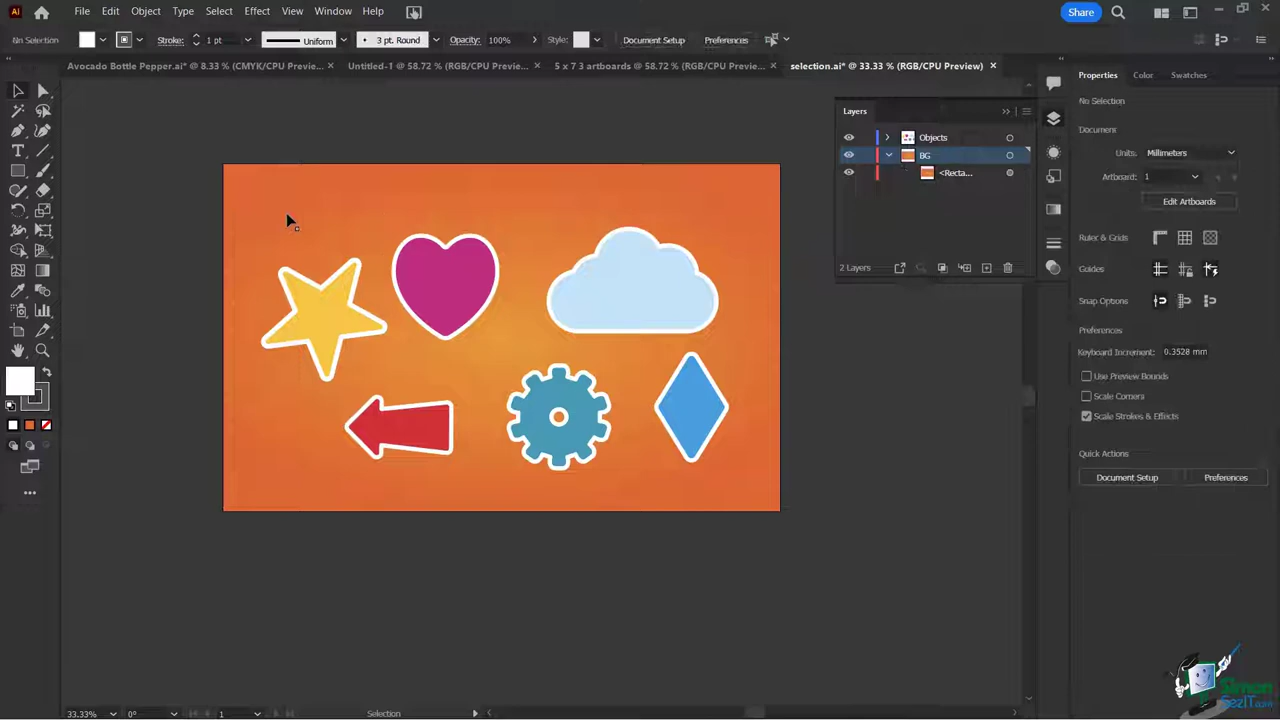 Ai File Edit Object Type Select Effect View Window Help Share
No Selection Stroke: 1 pt Uniform 3 pt. Round Opacity: 100% Style: Document Setup Preferences
Avocado Bottle Pepper.ai* @ 8.33 % (CMYK/CPU Previe... × Untitled-1 @ 58.72 % (RGB/CPU Preview... × 5 x 7 3 artboards @ 58.72 % (RGB/CPU Previe... × selection.ai* @ 33.33 % (RGB/CPU Preview) ×
Properties Color Swatches
No Selection
Document
Units: Millimeters
Artboard: 1
Edit Artboards
Ruler & Grids
Guides
Snap Options
Preferences
Keyboard Increment: 0.3528 mm
Use Preview Bounds
Scale Corners
Scale Strokes & Effects
Quick Actions
Document Setup Preferences
Layers
Objects
BG
<Recta...
2 Layers
T
33.33% 0° 1 Selection
Simon
SezIT.com